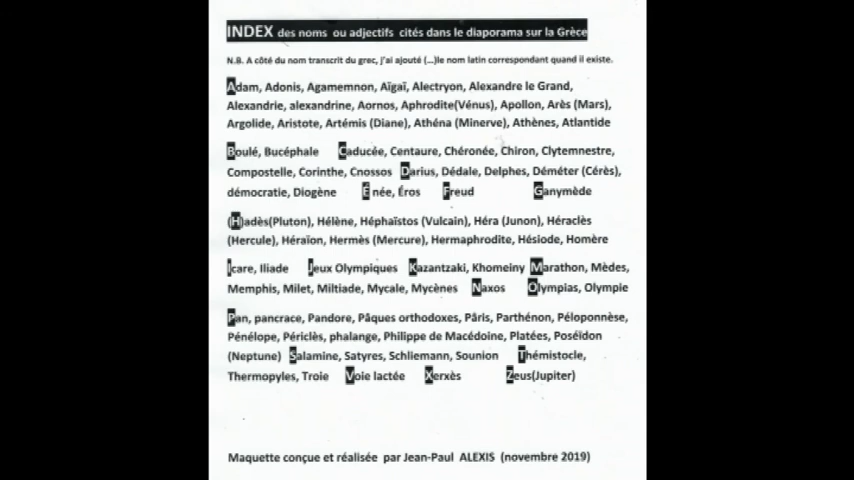 INDEX des noms ou adjectifs cités dans le diaporama sur la Grèce
N.B. A côté du nom transcrit du grec, j'ai ajouté (...)le nom latin correspondant quand il existe.
Adam, Adonis, Agamemnon, Aïgaï, Alectryon, Alexandre le Grand,
Alexandrie, alexandrine, Aornos, Aphrodite(Vénus), Apollon, Arès (Mars),
Argolide, Aristote, Artémis (Diane), Athéna (Minerve), Athènes, Atlantide
Boulé, Bucéphale Caducée, Centaure, Chéronée, Chiron, Clytemnestre,
Compostelle, Corinthe, Cnossos Darius, Dédale, Delphes, Déméter (Cérès),
démocratie, Diogène É née, Éros Freud Ganymède
(H)adès(Pluton), Hélène, Héphaïstos (Vulcain), Héra (Junon), Héraclès
(Hercule), Héraïon, Hermès (Mercure), Hermaphrodite, Hésiode, Homère
Icare, Iliade Jeux Olympiques Kazantzaki, Khomeiny Marathon, Mèdes,
Memphis, Milet, Miltiade, Mycale, Mycènes Naxos Olympias, Olympie
Pan, pancrace, Pandore, Pâques orthodoxes, Pâris, Parthénon, Péloponnèse,
Pénélope, Périclès, phalange, Philippe de Macédoine, Platées, Poséïdon
(Neptune) Salamine, Satyres, Schliemann, Sounion Thémistocle,
Thermopyles, Troie Voie lactée Xerxès Zeus(Jupiter)
Maquette conçue et réalisée par Jean-Paul ALEXIS (novembre 2019)